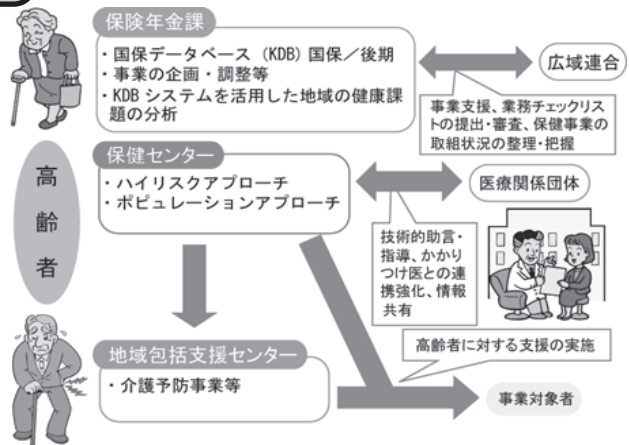 保険年金課
・国保データベース（KDB）国保／後期
・事業の企画・調整等
・KDBシステムを活用した地域の健康課
題の分析
広域連合
事業支援、業務チェックリス
トの提出・審査、保健事業の
取組状況の整理・把握
高齢者
保健センター
・ハイリスクアプローチ
・ポピュレーションアプローチ
医療関係団体
技術的助言・
指導、かかり
つけ医との連
携強化、情報
共有
高齢者に対する支援の実施
地域包括支援センター
・介護予防事業等
事業対象者